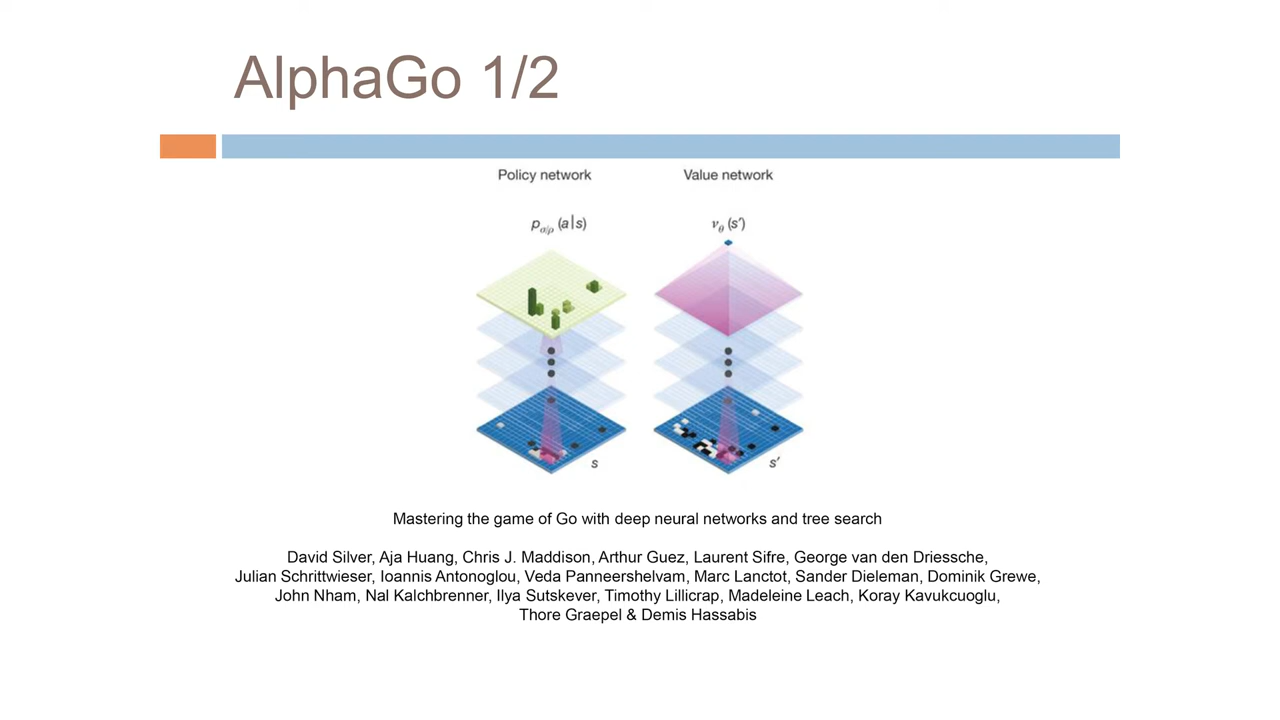 AlphaGo 1/2
Policy network
Value network
pσ/ρ (a|s)
νθ (s′)
s
s′
Mastering the game of Go with deep neural networks and tree search
David Silver, Aja Huang, Chris J. Maddison, Arthur Guez, Laurent Sifre, George van den Driessche,
Julian Schrittwieser, Ioannis Antonoglou, Veda Panneershelvam, Marc Lanctot, Sander Dieleman, Dominik Grewe,
John Nham, Nal Kalchbrenner, Ilya Sutskever, Timothy Lillicrap, Madeleine Leach, Koray Kavukcuoglu,
Thore Graepel & Demis Hassabis